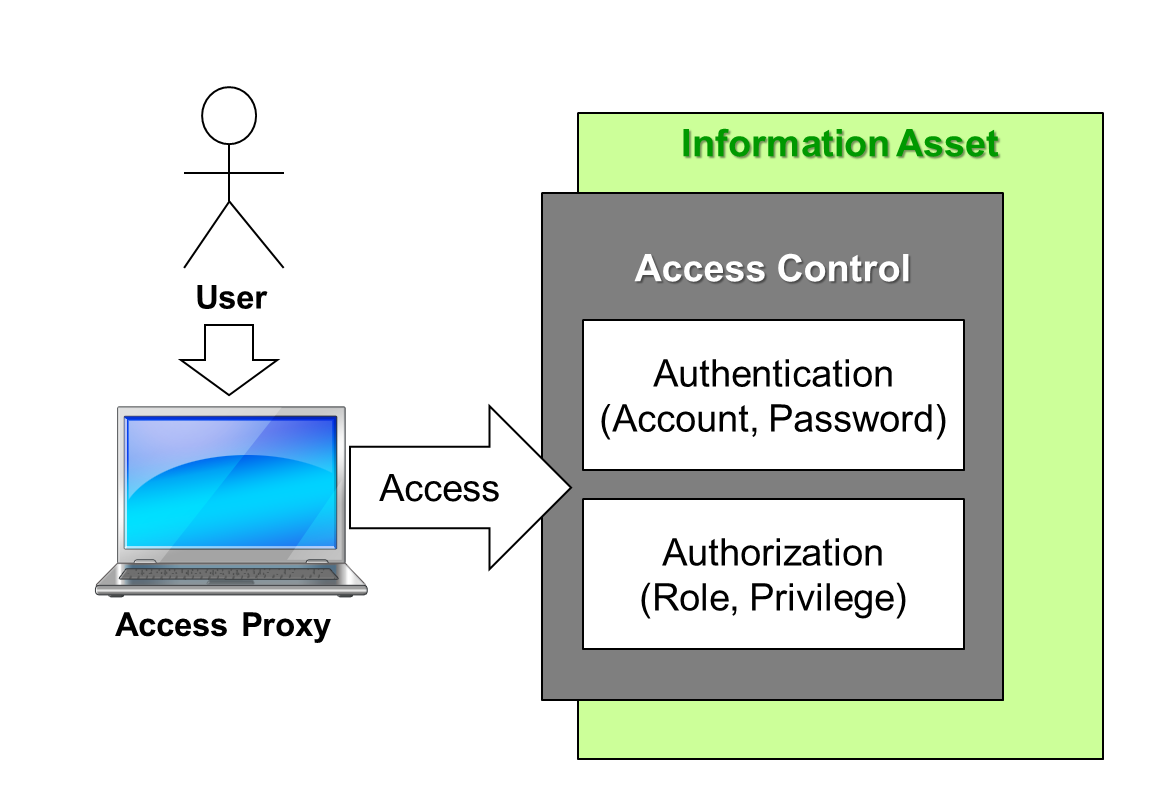 User
Access Proxy
Access
Information Asset
Access Control
Authentication
(Account, Password)
Authorization
(Role, Privilege)